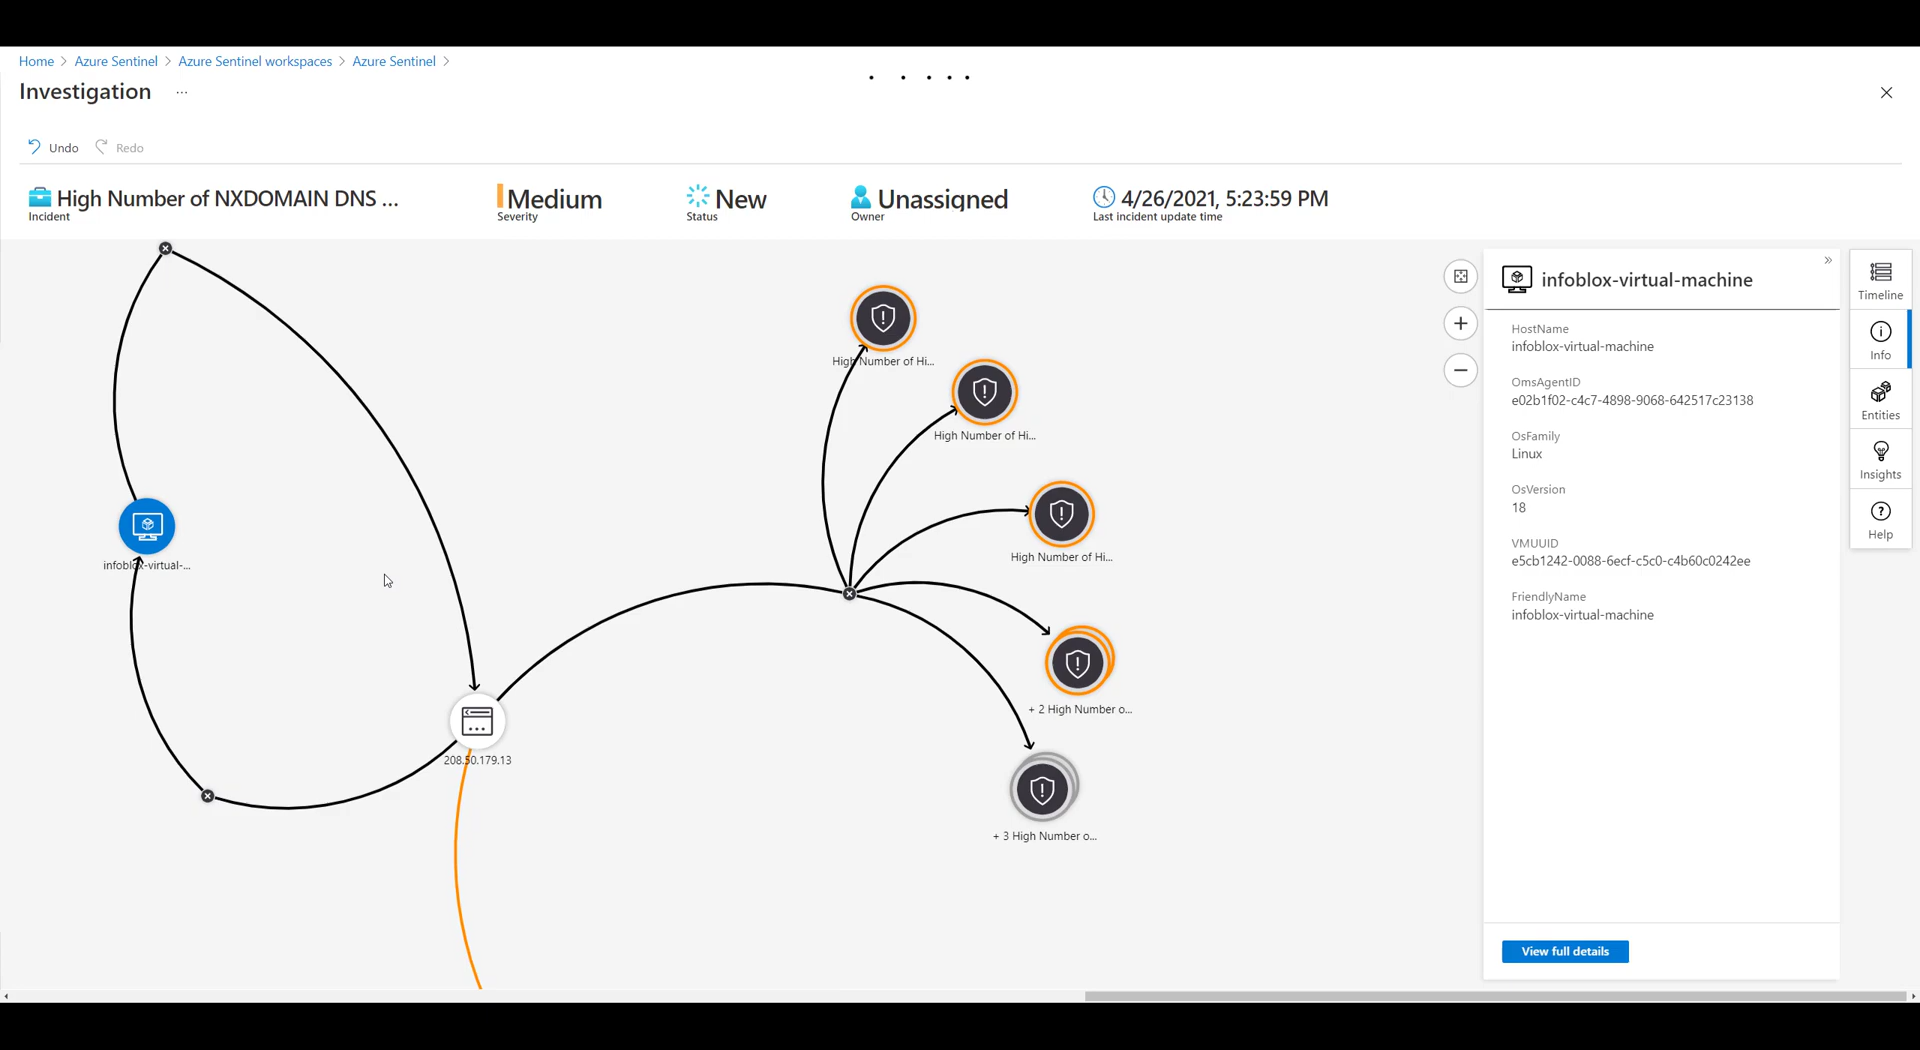 Home > Azure Sentinel > Azure Sentinel workspaces > Azure Sentinel >
Investigation ...
Undo Redo
High Number of NXDOMAIN DNS ...
Incident
Medium
Severity
New
Status
Unassigned
Owner
4/26/2021, 5:23:59 PM
Last incident update time
High Number of Hi...
High Number of Hi...
High Number of Hi...
+ 2 High Number o...
+ 3 High Number o...
infoblox-virtual-...
208.50.179.13
infoblox-virtual-machine
HostName
infoblox-virtual-machine
OmsAgentID
e02b1f02-c4c7-4898-9068-642517c23138
OsFamily
Linux
OsVersion
18
VMUUID
e5cb1242-0088-6ecf-c5c0-c4b60c0242ee
FriendlyName
infoblox-virtual-machine
View full details
Timeline
Info
Entities
Insights
Help